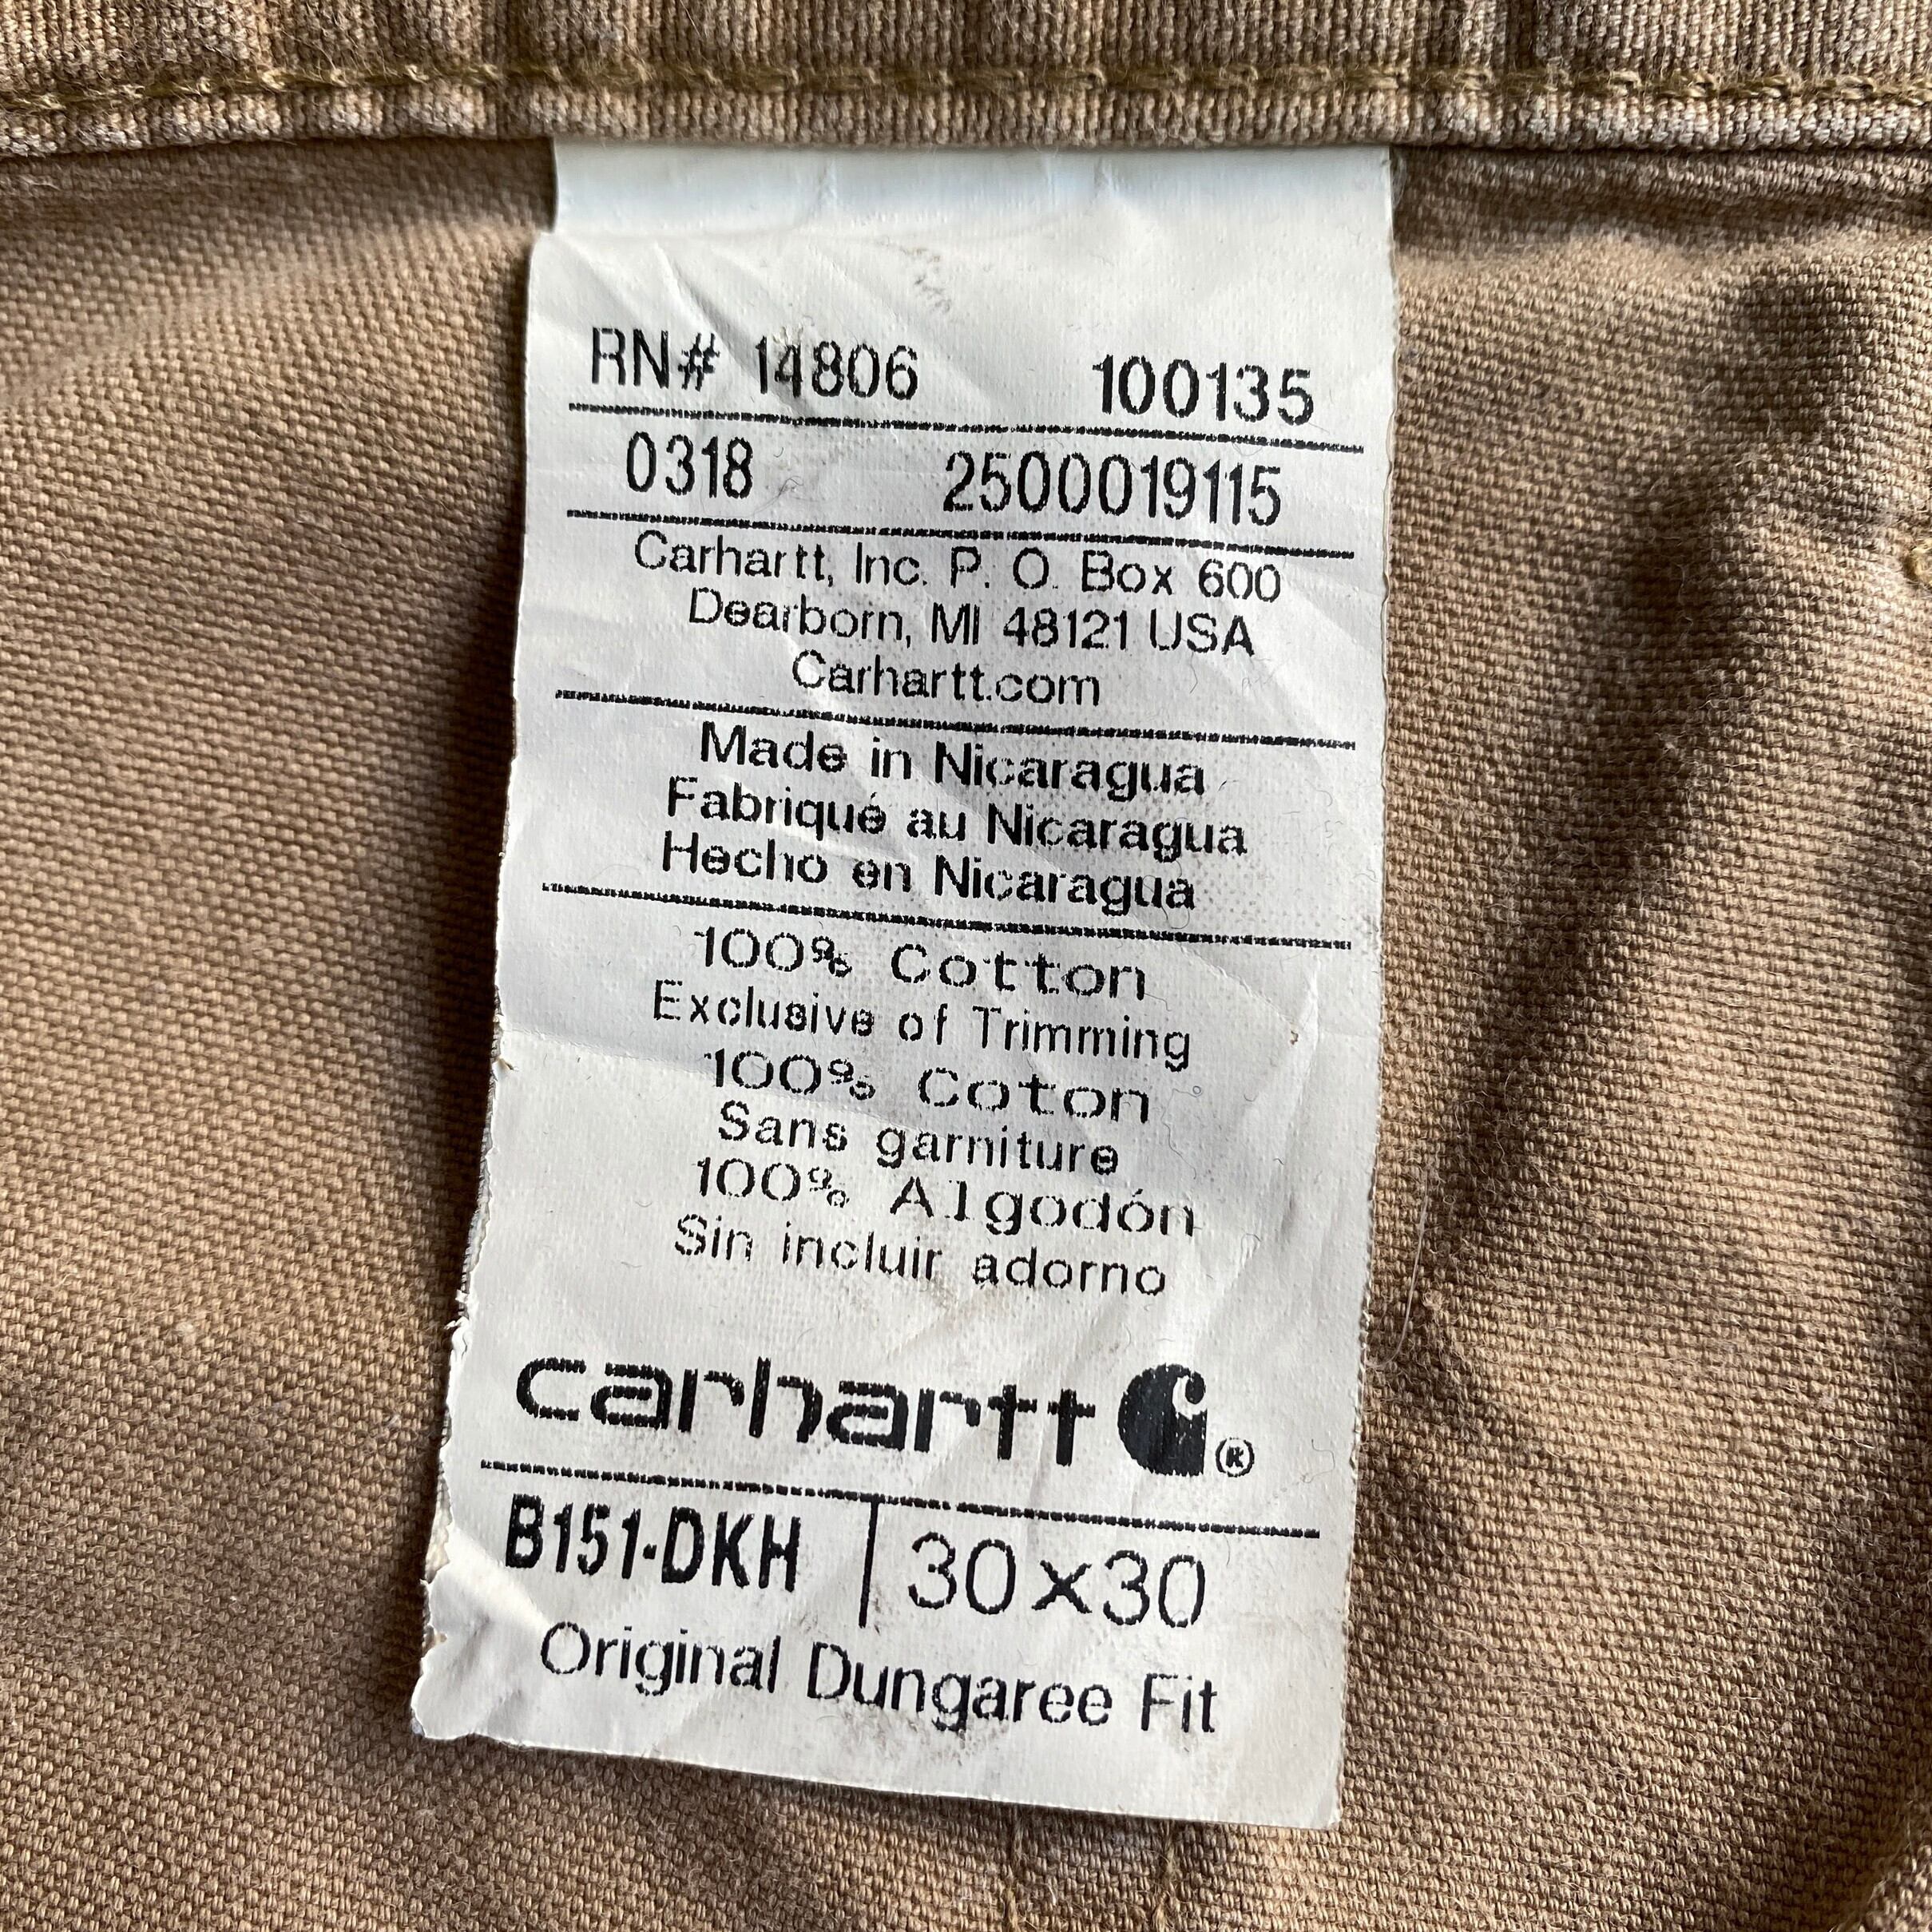 RN# 14806 100135
0318 2500019115
Carhartt, Inc. P. O. Box 600
Dearborn, MI 48121 USA
Carhartt.com
Made in Nicaragua
Fabriqué au Nicaragua
Hecho en Nicaragua
100% Cotton
Exclusive of Trimming
100% Coton
Sans garniture
100% Algodón
Sin incluir adorno
carhartt ®
B151-DKH | 30x30
Original Dungaree Fit